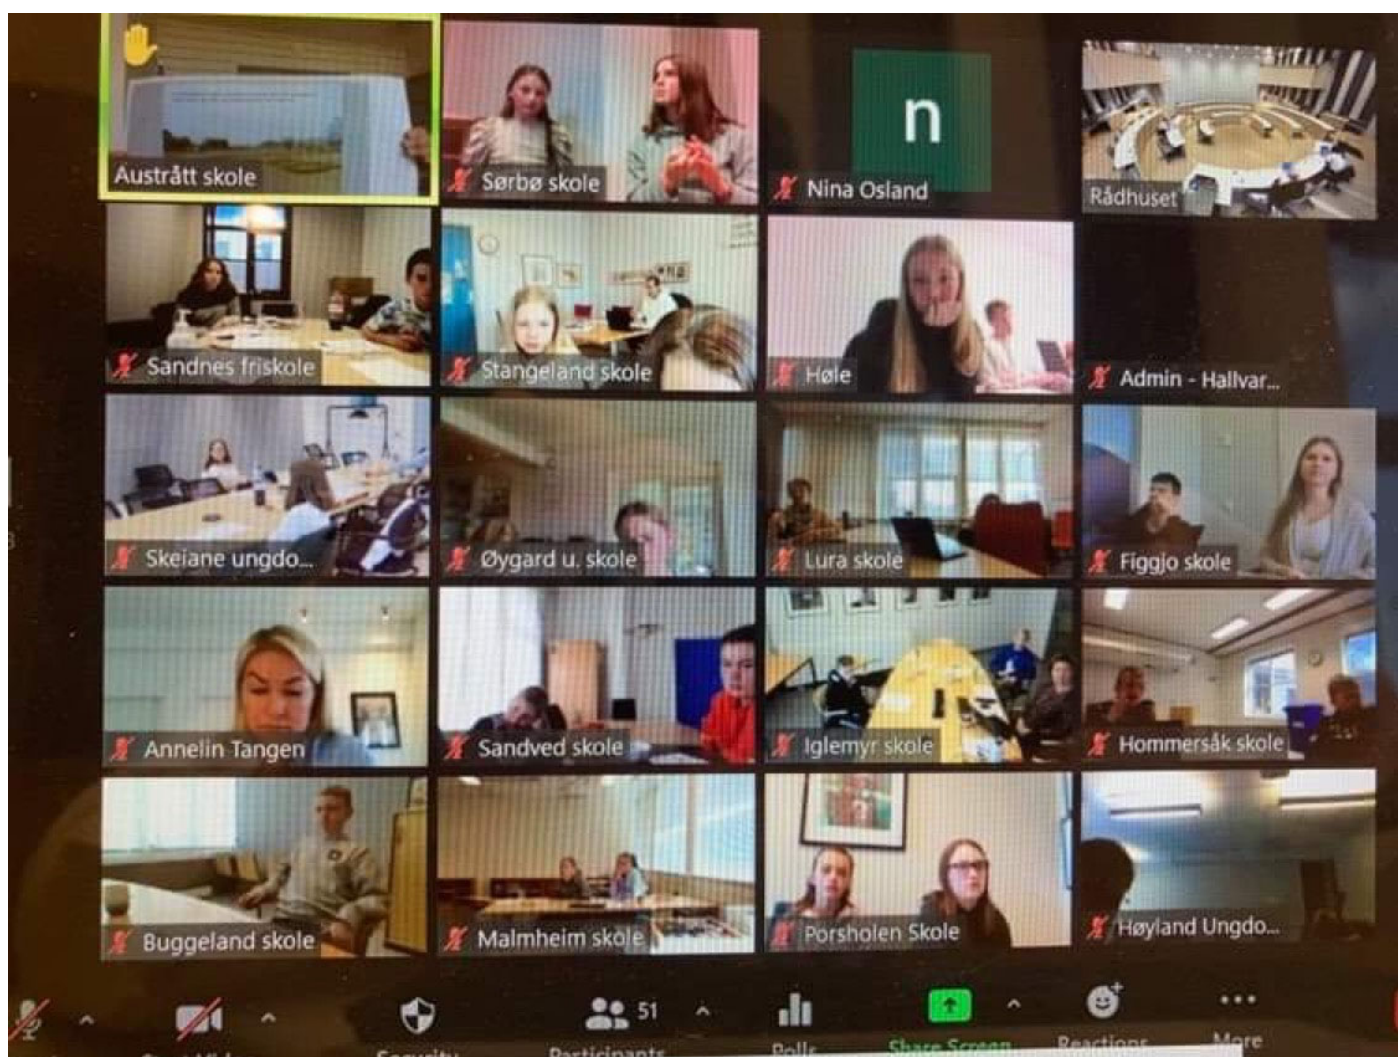 Austrått skole
Sørbø skole
n
Nina Osland
Rådhuset
Sandnes friskole
Stangeland skole
Høle
Admin - Hallvar...
Skeiane ungdo...
Øygard u. skole
Lura skole
Figgjo skole
Annelin Tangen
Sandved skole
Iglemyr skole
Hommersåk skole
Buggeland skole
Malmheim skole
Porsholen Skole
Høyland Ungdo...
51
Security
Participants
Polls
Share Screen
Reactions
More